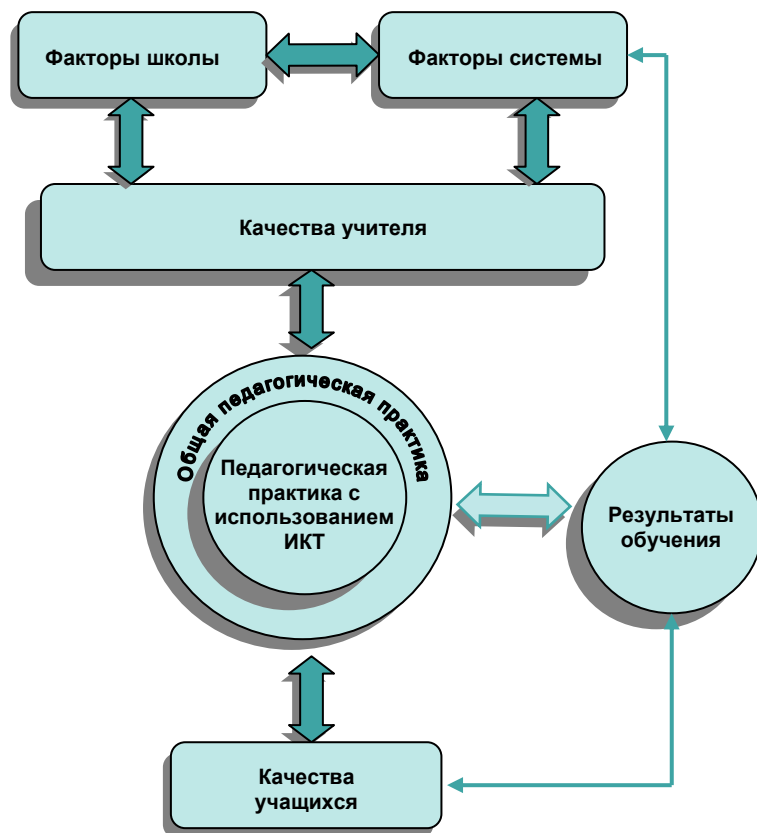 Факторы школы
Факторы системы
Качества учителя
Общая педагогическая практика
Педагогическая
практика с
использованием
ИКТ
Результаты
обучения
Качества
учащихся